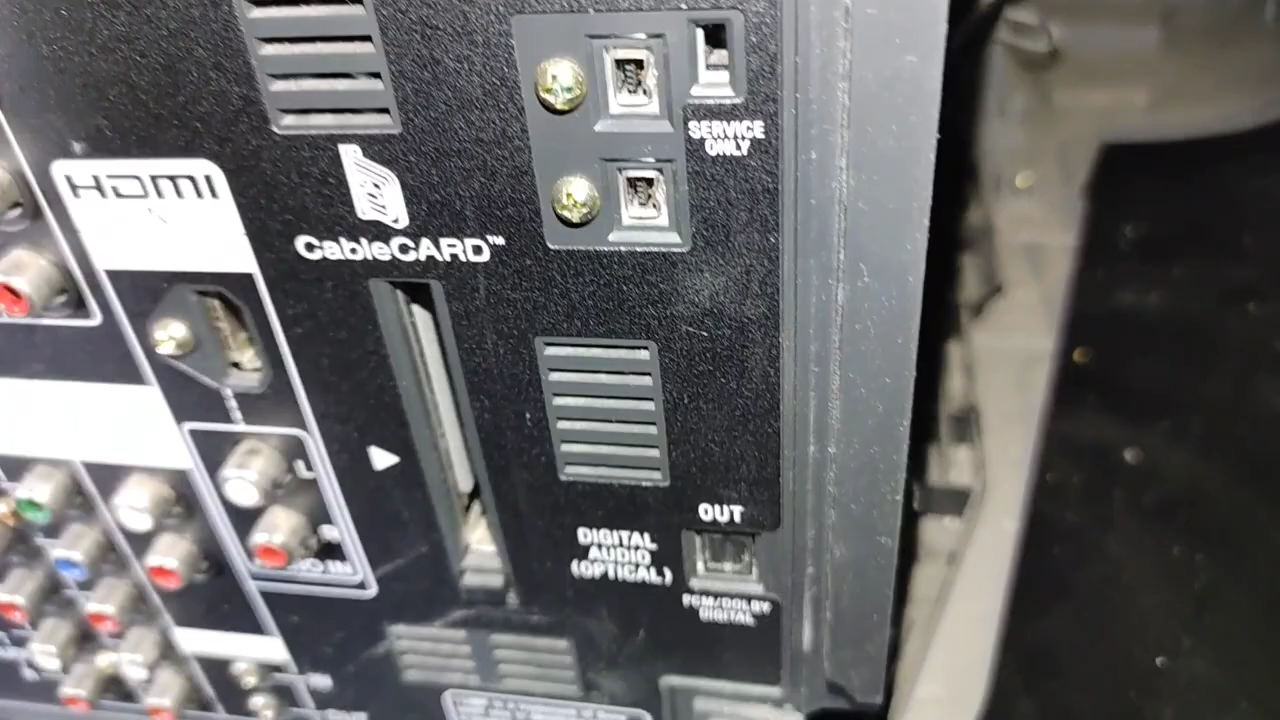 SERVICE
ONLY
HDMI
CableCARD™
L
R
OUT
DIGITAL
AUDIO
(OPTICAL)
PCM/DOLBY
DIGITAL